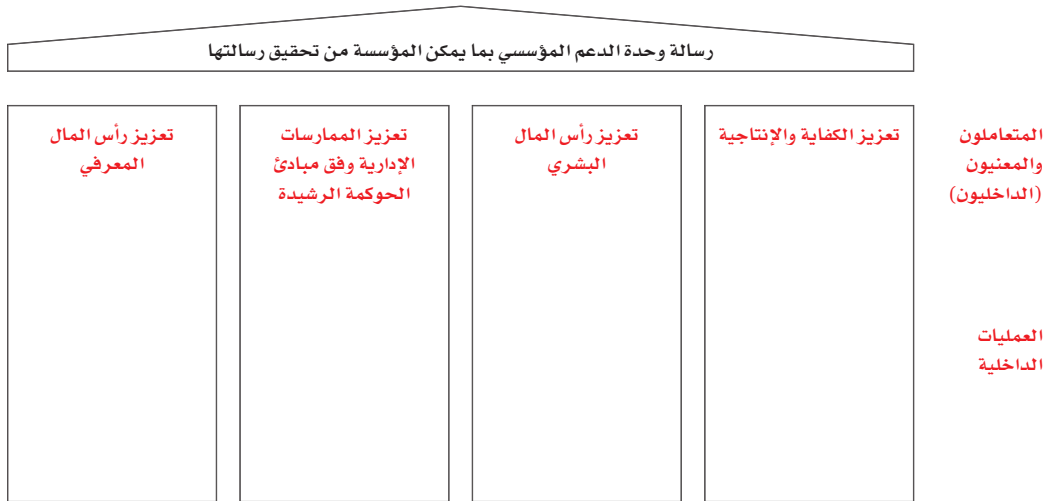 رسالة وحدة الدعم المؤسسي بما يمكن المؤسسة من تحقيق رسالتها
المتعاملون
والمعنيون
(الداخليون)
تعزيز الكفاية والإنتاجية
تعزيز رأس المال
البشري
تعزيز الممارسات
الإدارية وفق مبادئ
الحوكمة الرشيدة
تعزيز رأس المال
المعرفي
العمليات
الداخلية